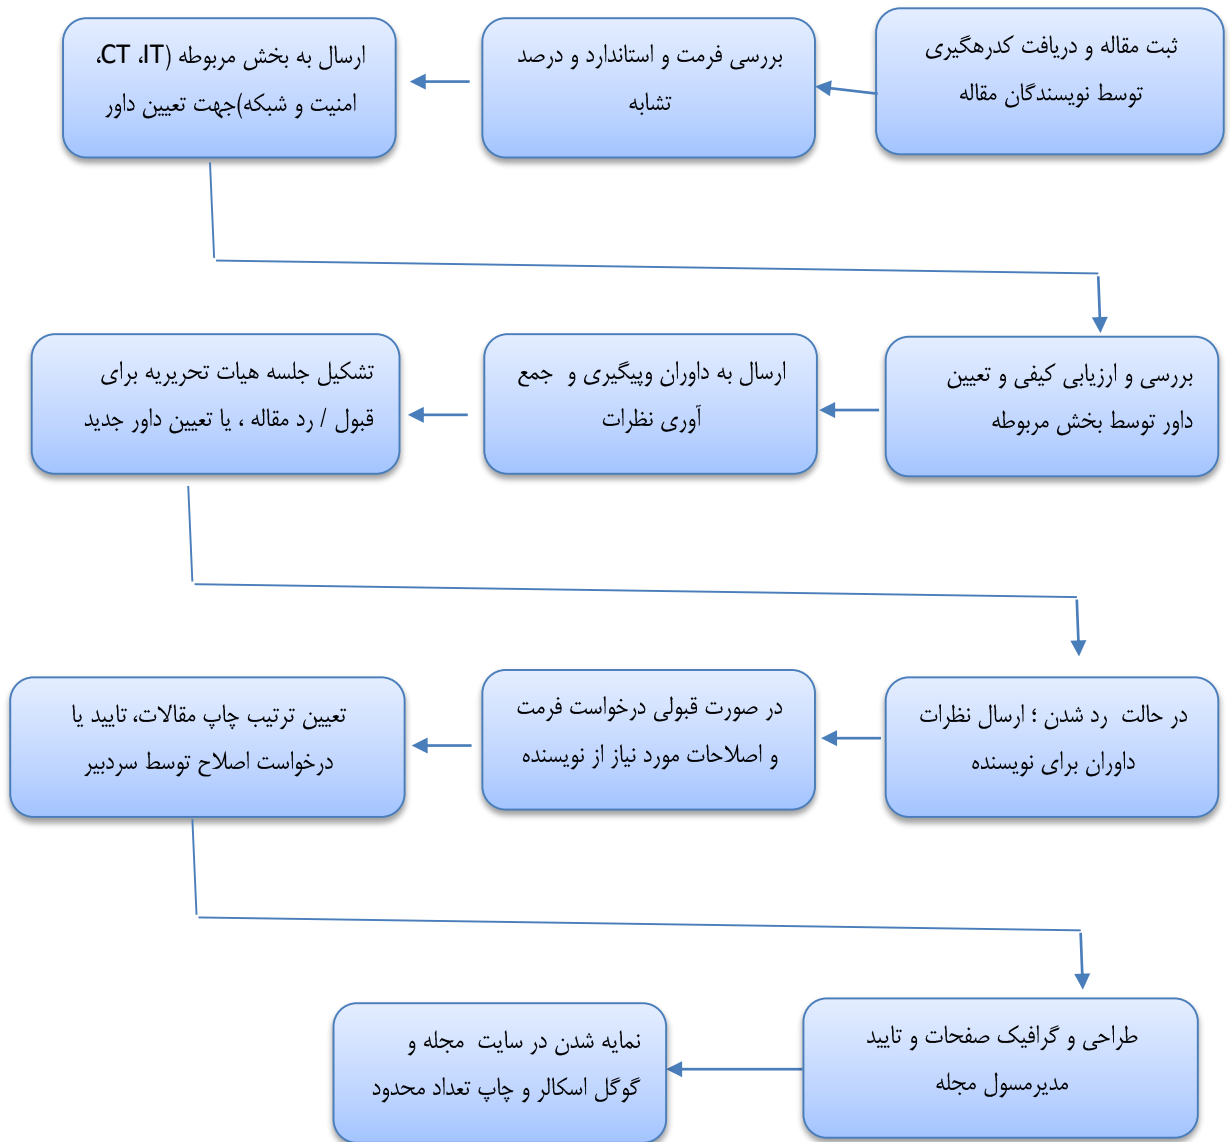 ثبت مقاله و دریافت کدرهگیری
توسط نویسندگان مقاله
بررسی فرمت و استاندارد و درصد
تشابه
ارسال به بخش مربوطه (CT ،IT،
امنیت و شبکه)جهت تعیین داور
بررسی و ارزیابی کیفی و تعیین
داور توسط بخش مربوطه
ارسال به داوران وپیگیری و جمع
آوری نظرات
تشکیل جلسه هیات تحریریه برای
قبول / رد مقاله ، یا تعیین داور جدید
در حالت رد شدن ؛ ارسال نظرات
داوران برای نویسنده
در صورت قبولی درخواست فرمت
و اصلاحات مورد نیاز از نویسنده
تعیین ترتیب چاپ مقالات، تایید یا
درخواست اصلاح توسط سردبیر
طراحی و گرافیک صفحات و تایید
مدیرمسول مجله
نمایه شدن در سایت مجله و
گوگل اسکالر و چاپ تعداد محدود